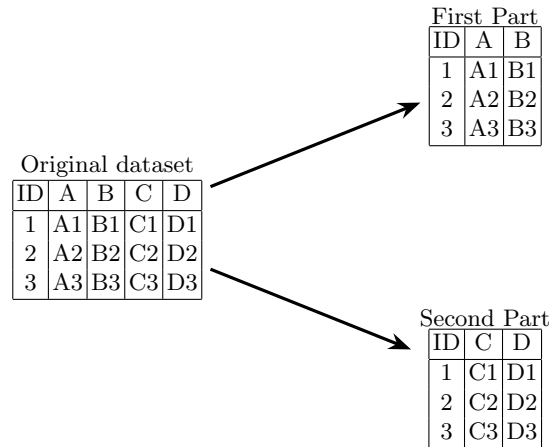 Original dataset
ID A B C D
1 A1 B1 C1 D1
2 A2 B2 C2 D2
3 A3 B3 C3 D3
First Part
ID A B
1 A1 B1
2 A2 B2
3 A3 B3
Second Part
ID C D
1 C1 D1
2 C2 D2
3 C3 D3